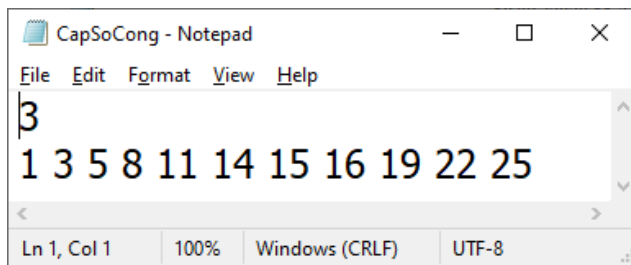 CapSoCong - Notepad
File Edit Format View Help
3
1 3 5 8 11 14 15 16 19 22 25
Ln 1, Col 1 100% Windows (CRLF) UTF-8